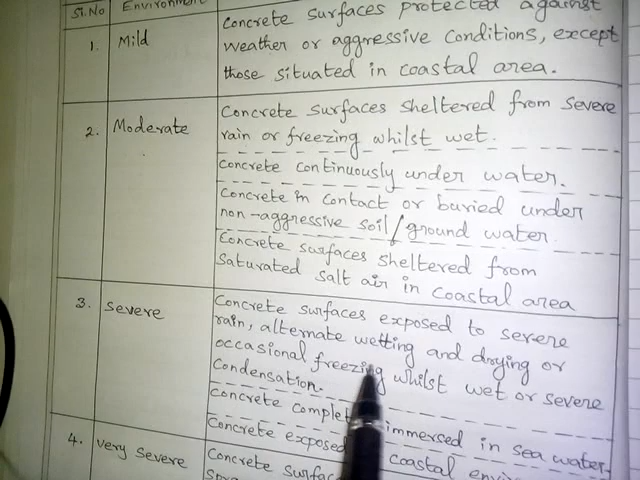 Sl.No Environment Concrete surfaces protected against
1. Mild weather or aggressive conditions, except
those situated in coastal area.
Concrete surfaces sheltered from severe
2. Moderate rain or freezing whilst wet.
Concrete continuously under water.
Concrete in contact or buried under
non-aggressive soil/ground water.
Concrete surfaces sheltered from
saturated salt air in coastal area
3. Severe Concrete surfaces exposed to severe
rain, alternate wetting and drying or
occasional freezing whilst wet or severe
condensation.
Concrete immersed in sea water
Concrete exposed coastal
4. Very severe Concrete